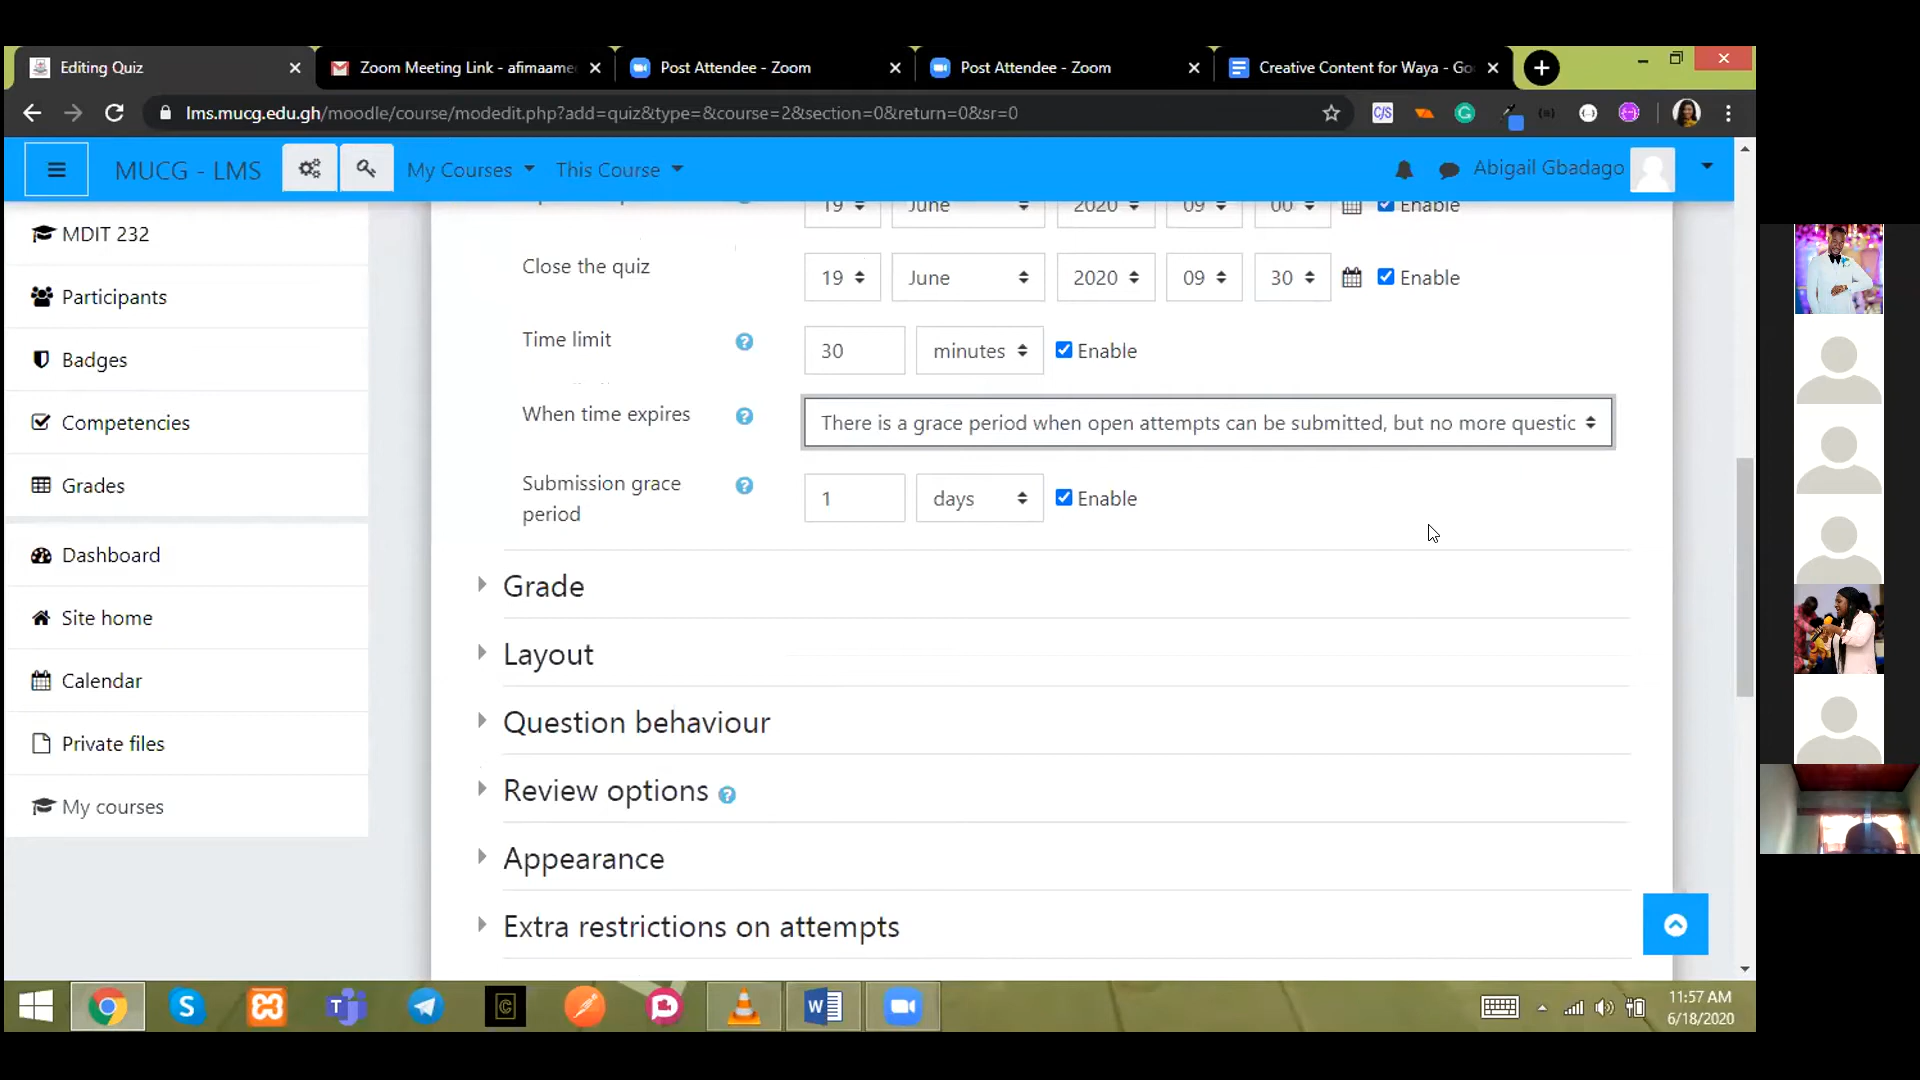 Editing Quiz
Zoom Meeting Link - afimaame
Post Attendee - Zoom
Post Attendee - Zoom
Creative Content for Waya - Go
lms.mucg.edu.gh/moodle/course/modedit.php?add=quiz&type=&course=2&section=0&return=0&sr=0
MUCG - LMS
My Courses
This Course
Abigail Gbadago
MDIT 232
Participants
Badges
Competencies
Grades
Dashboard
Site home
Calendar
Private files
My courses
19 June 2020 09 00 Enable
Close the quiz
19 June 2020 09 30 Enable
Time limit
30 minutes Enable
When time expires
There is a grace period when open attempts can be submitted, but no more questic
Submission grace
period
1 days Enable
Grade
Layout
Question behaviour
Review options
Appearance
Extra restrictions on attempts
11:57 AM
6/18/2020